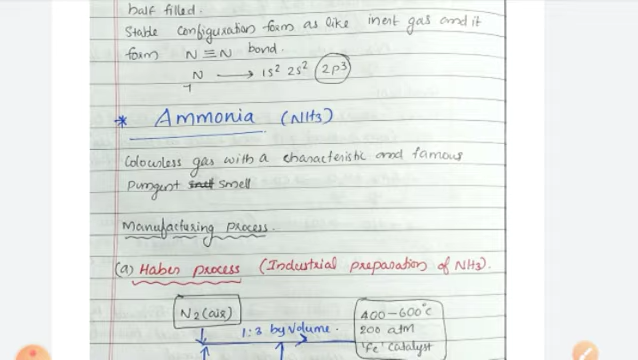 half filled.
Stable configuration form as like inert gas and it
form N≡N bond.
N ⟶ 1s² 2s² 2p³
7
* Ammonia (NH3)
Colourless gas with a characteristic and famous
pungent smell
Manufacturing process.
(a) Haber process (Industrial preparation of NH3).
N2(air)
1:3 by volume.
400-600°C
200 atm
'Fe' Catalyst